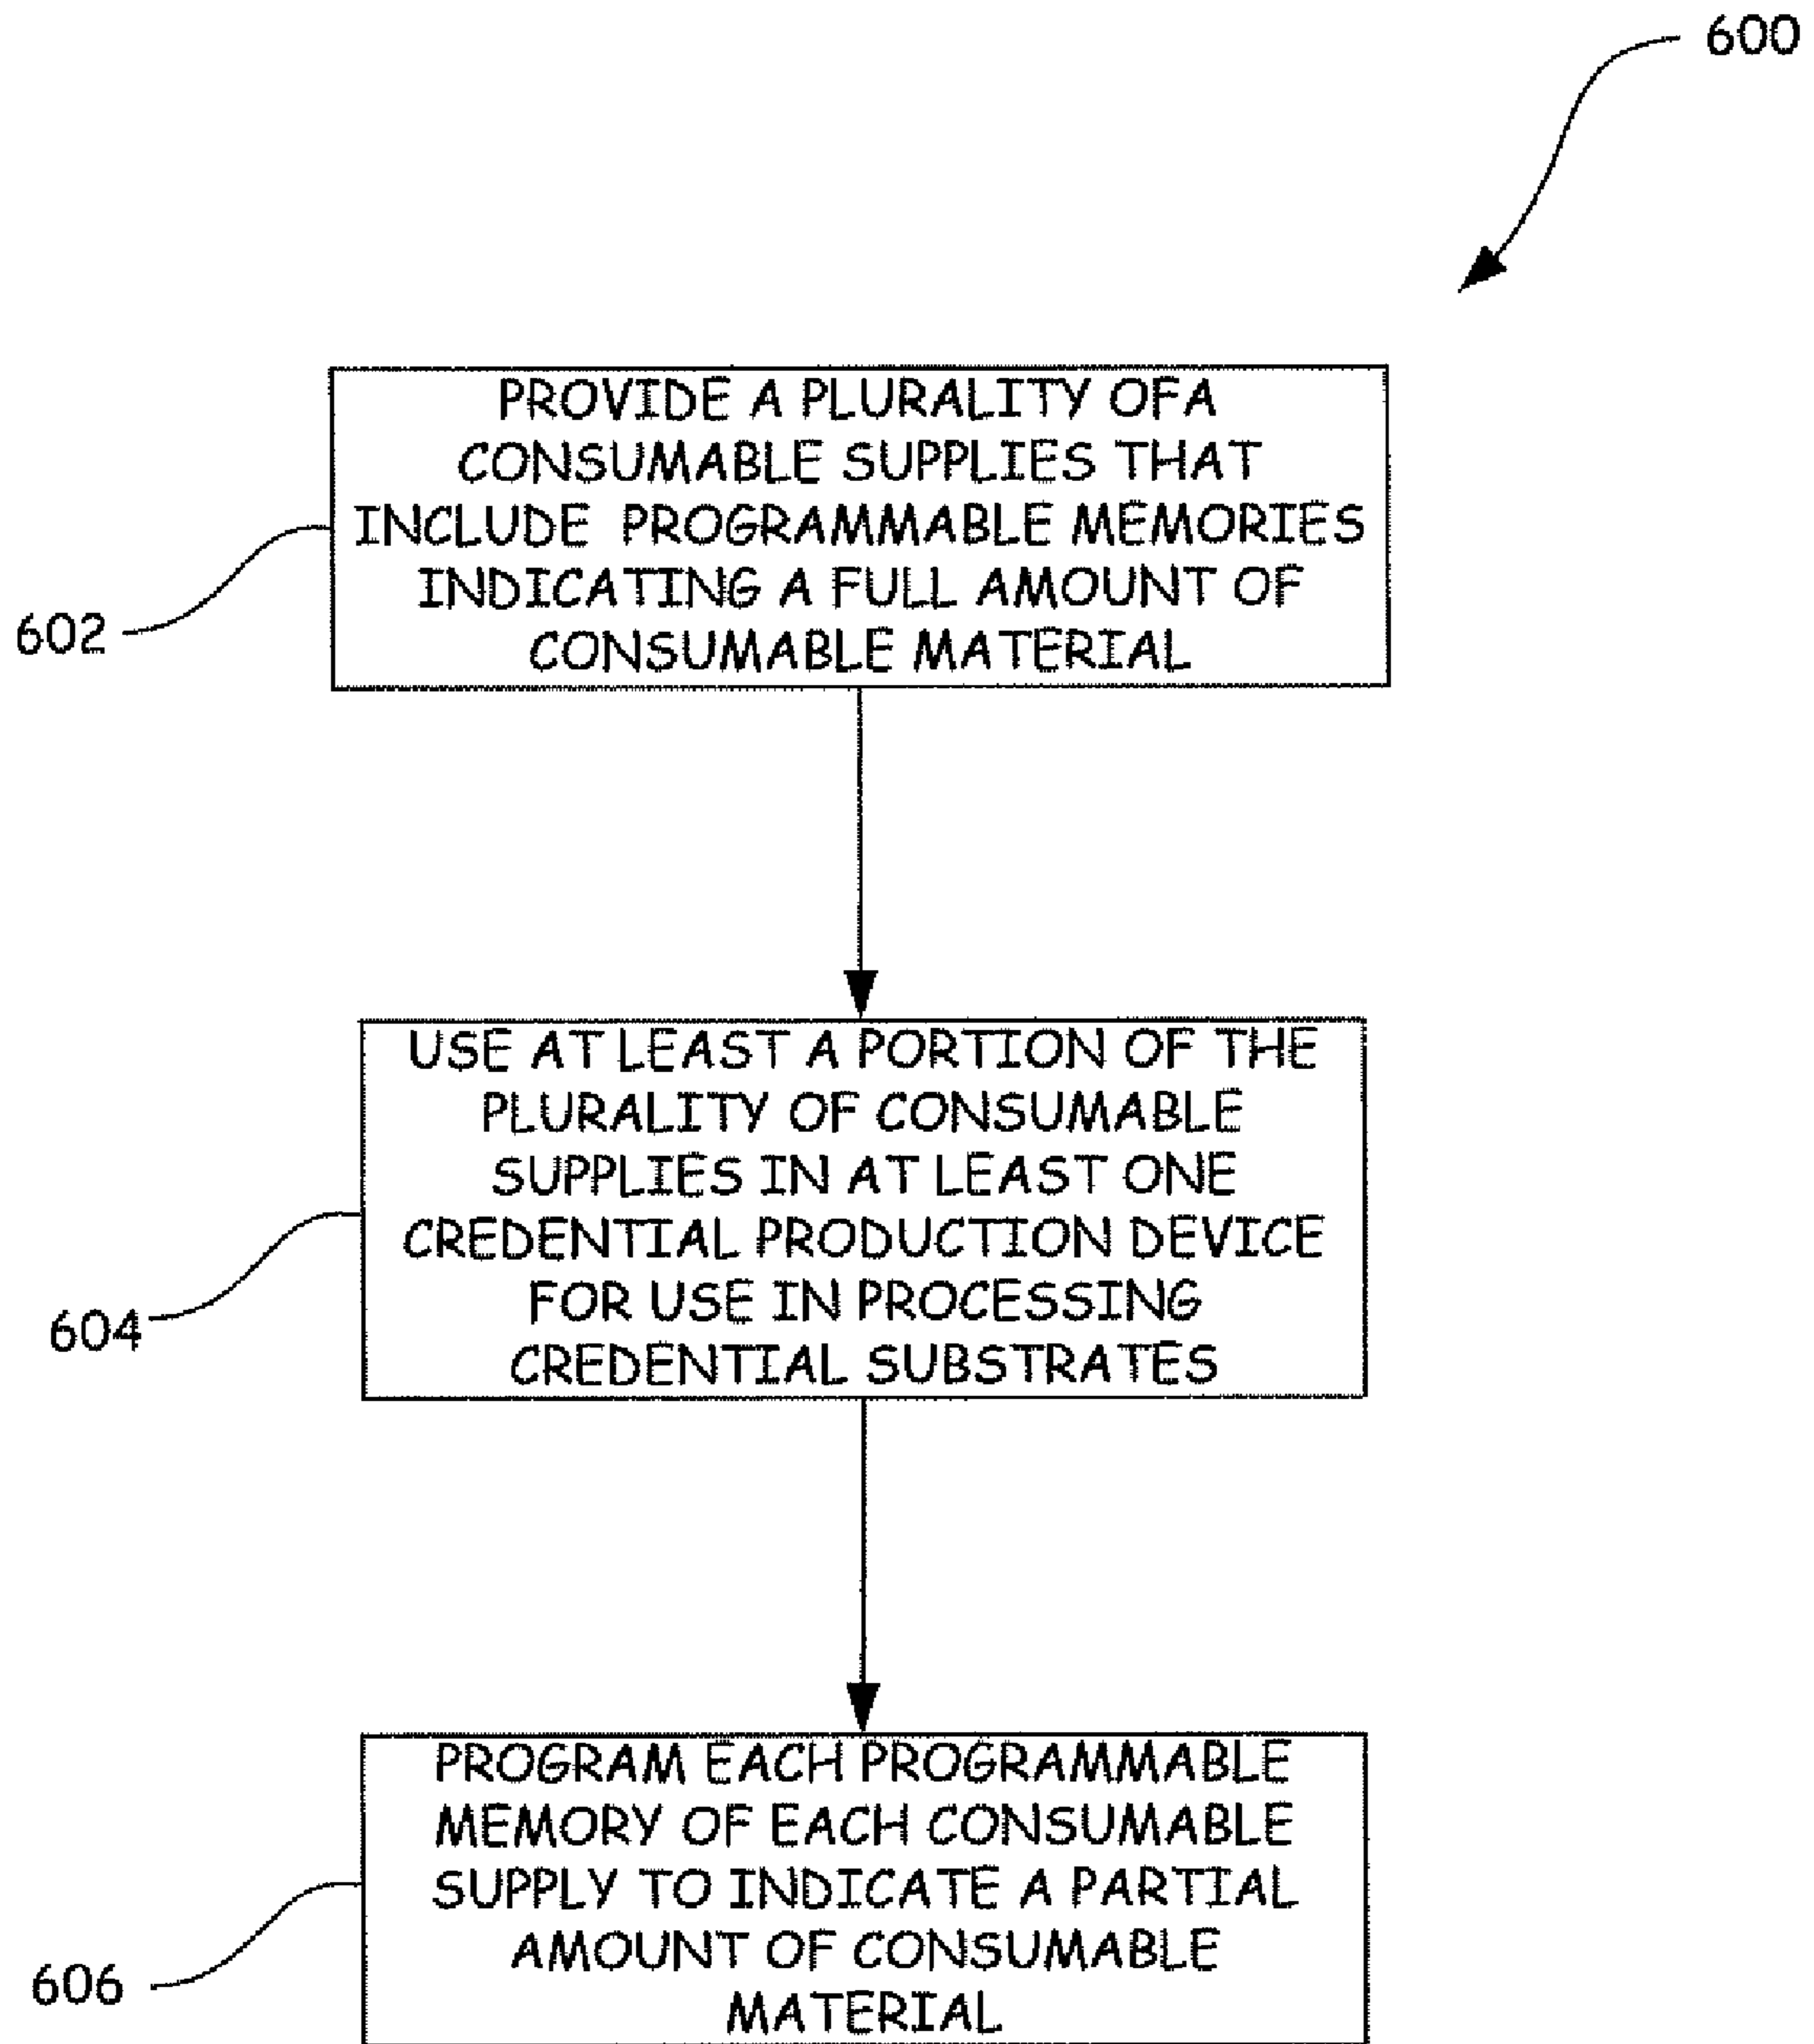 600
PROVIDE A PLURALITY OFA
CONSUMABLE SUPPLIES THAT
INCLUDE PROGRAMMABLE MEMORIES
INDICATING A FULL AMOUNT OF
CONSUMABLE MATERIAL
602
USE AT LEAST A PORTION OF THE
PLURALITY OF CONSUMABLE
SUPPLIES IN AT LEAST ONE
CREDENTIAL PRODUCTION DEVICE
FOR USE IN PROCESSING
CREDENTIAL SUBSTRATES
604
PROGRAM EACH PROGRAMMABLE
MEMORY OF EACH CONSUMABLE
SUPPLY TO INDICATE A PARTIAL
AMOUNT OF CONSUMABLE
MATERIAL
606